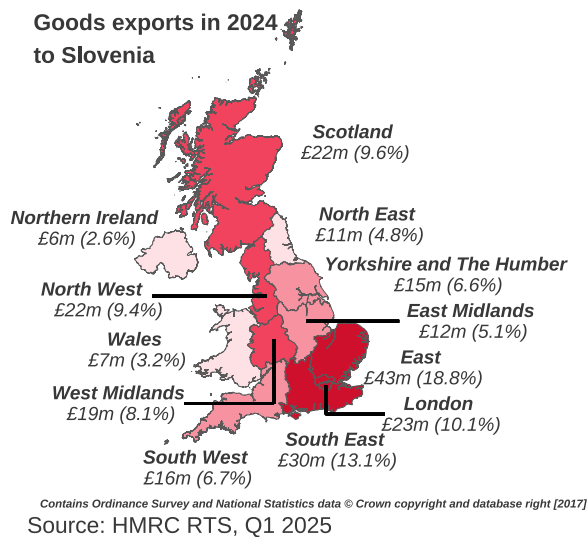 Goods exports in 2024
to Slovenia
Scotland
£22m (9.6%)
Northern Ireland
£6m (2.6%)
North East
£11m (4.8%)
Yorkshire and The Humber
£15m (6.6%)
North West
£22m (9.4%)
East Midlands
£12m (5.1%)
Wales
£7m (3.2%)
East
£43m (18.8%)
West Midlands
£19m (8.1%)
London
£23m (10.1%)
South East
£30m (13.1%)
South West
£16m (6.7%)
Contains Ordinance Survey and National Statistics data © Crown copyright and database right [2017]
Source: HMRC RTS, Q1 2025